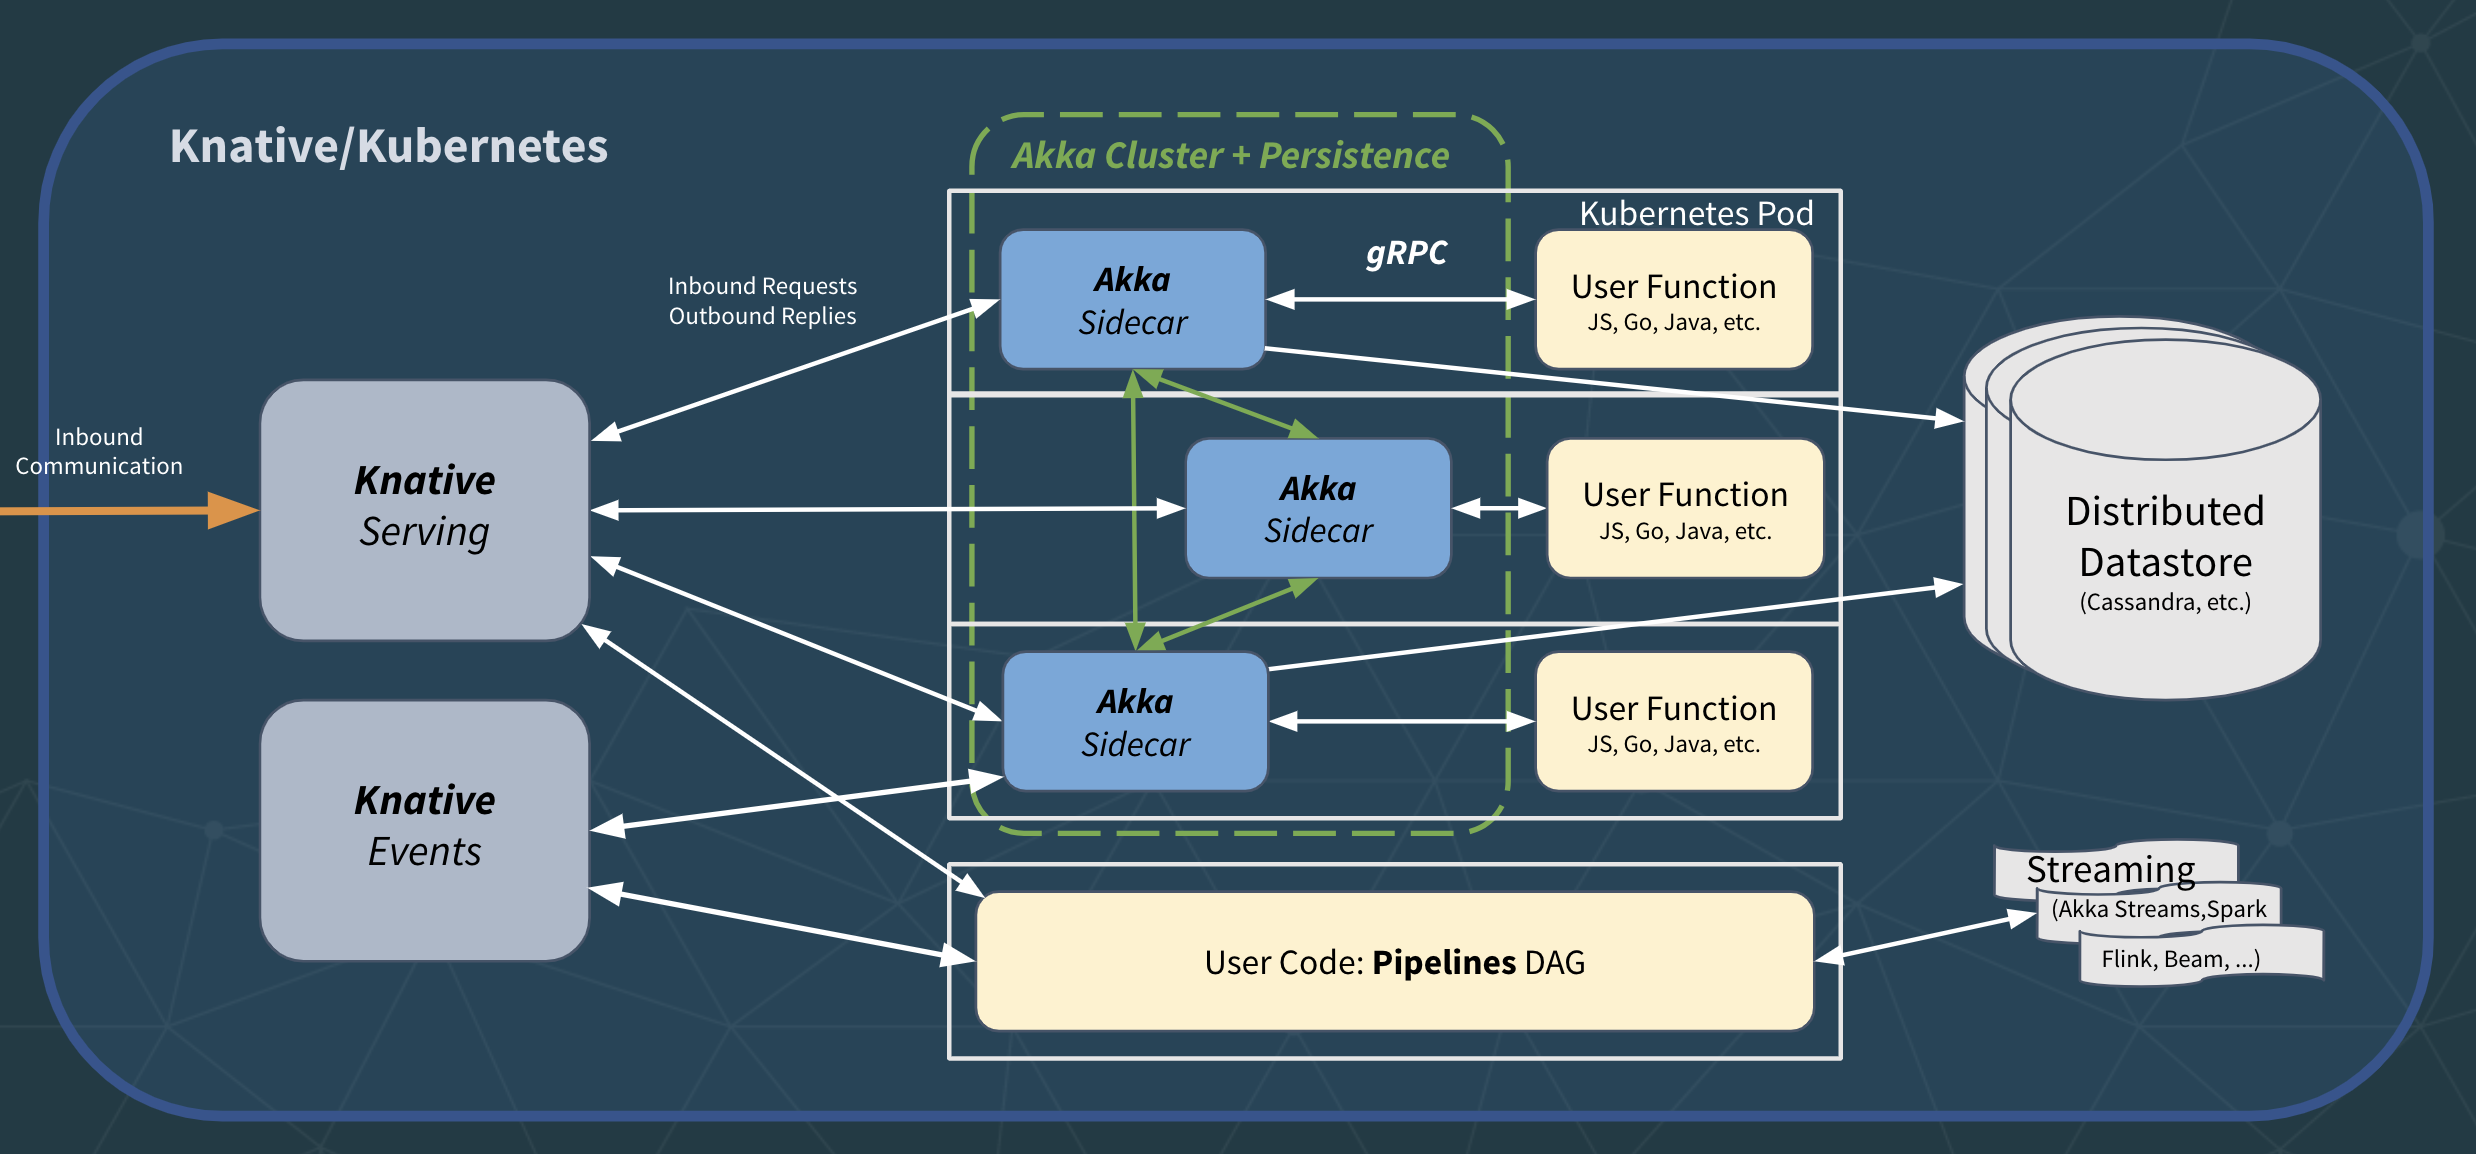 Knative/Kubernetes
Akka Cluster + Persistence
Kubernetes Pod
Inbound Requests
Outbound Replies
Akka
Sidecar
gRPC
User Function
JS, Go, Java, etc.
Inbound
Communication
Knative
Serving
Akka
Sidecar
User Function
JS, Go, Java, etc.
Distributed
Datastore
(Cassandra, etc.)
Akka
Sidecar
User Function
JS, Go, Java, etc.
Knative
Events
User Code: Pipelines DAG
Streaming
(Akka Streams,Spark
Flink, Beam, ...)